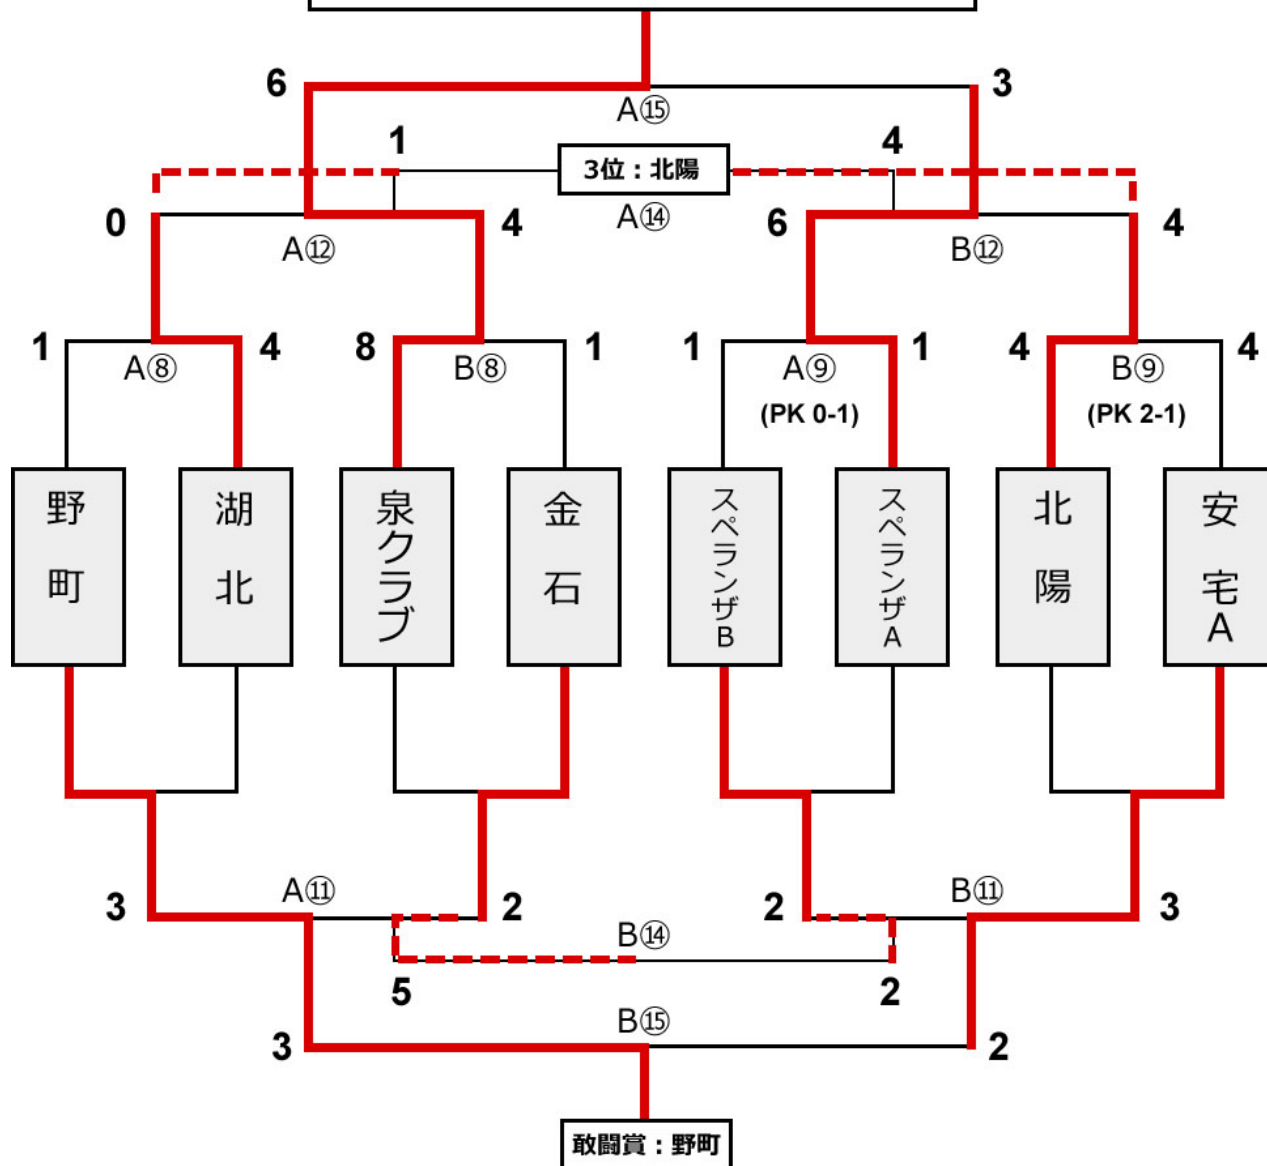 6 3
A⑮
1 4
3位：北陽
0 4 A⑭ 6 4
A⑫ B⑫
1 4 8 1 1 1 4 4
A⑧ B⑧ A⑨ B⑨
(PK 0-1) (PK 2-1)
野町
湖北
泉クラブ
金石
スペランザB
スペランザA
北陽
安宅A
3 A⑪ 2 2 B⑪ 3
B⑭
5 2
B⑮
3 2
敢闘賞：野町